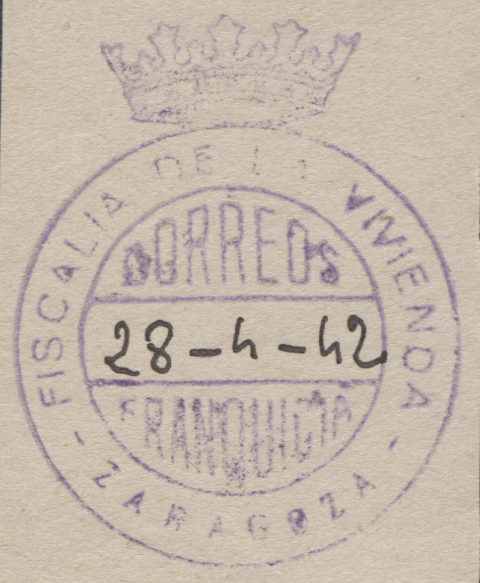 FISCALIA DE LA VIVIENDA
CORREOS
28-4-42
FRANQUICIA
- ZARAGOZA -